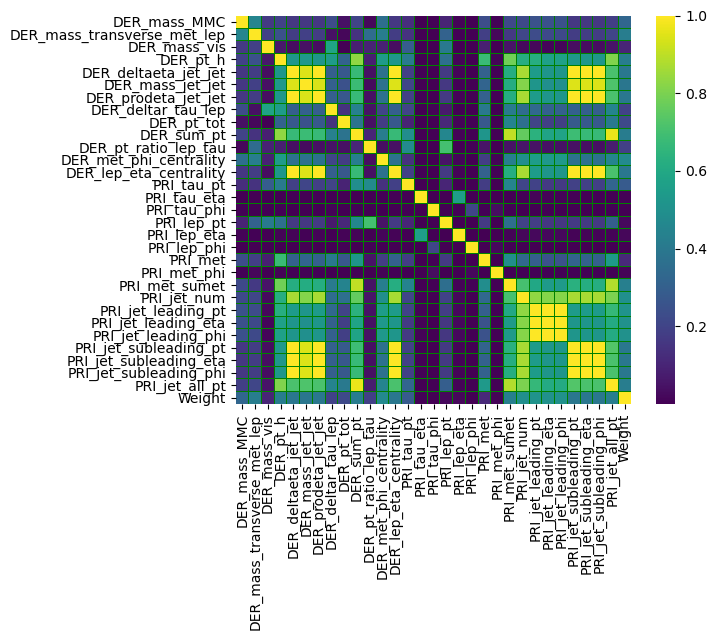 DER_mass_MMC
DER_mass_transverse_met_lep
DER_mass_vis
DER_pt_h
DER_deltaeta_jet_jet
DER_mass_jet_jet
DER_prodeta_jet_jet
DER_deltar_tau_lep
DER_pt_tot
DER_sum_pt
DER_pt_ratio_lep_tau
DER_met_phi_centrality
DER_lep_eta_centrality
PRI_tau_pt
PRI_tau_eta
PRI_tau_phi
PRI_lep_pt
PRI_lep_eta
PRI_lep_phi
PRI_met
PRI_met_phi
PRI_met_sumet
PRI_jet_num
PRI_jet_leading_pt
PRI_jet_leading_eta
PRI_jet_leading_phi
PRI_jet_subleading_pt
PRI_jet_subleading_eta
PRI_jet_subleading_phi
PRI_jet_all_pt
Weight
DER_mass_MMC
DER_mass_transverse_met_lep
DER_mass_vis
DER_pt_h
DER_deltaeta_jet_jet
DER_mass_jet_jet
DER_prodeta_jet_jet
DER_deltar_tau_lep
DER_pt_tot
DER_sum_pt
DER_pt_ratio_lep_tau
DER_met_phi_centrality
DER_lep_eta_centrality
PRI_tau_pt
PRI_tau_eta
PRI_tau_phi
PRI_lep_pt
PRI_lep_eta
PRI_lep_phi
PRI_met
PRI_met_phi
PRI_met_sumet
PRI_jet_num
PRI_jet_leading_pt
PRI_jet_leading_eta
PRI_jet_leading_phi
PRI_jet_subleading_pt
PRI_jet_subleading_eta
PRI_jet_subleading_phi
PRI_jet_all_pt
Weight
1.0
0.8
0.6
0.4
0.2